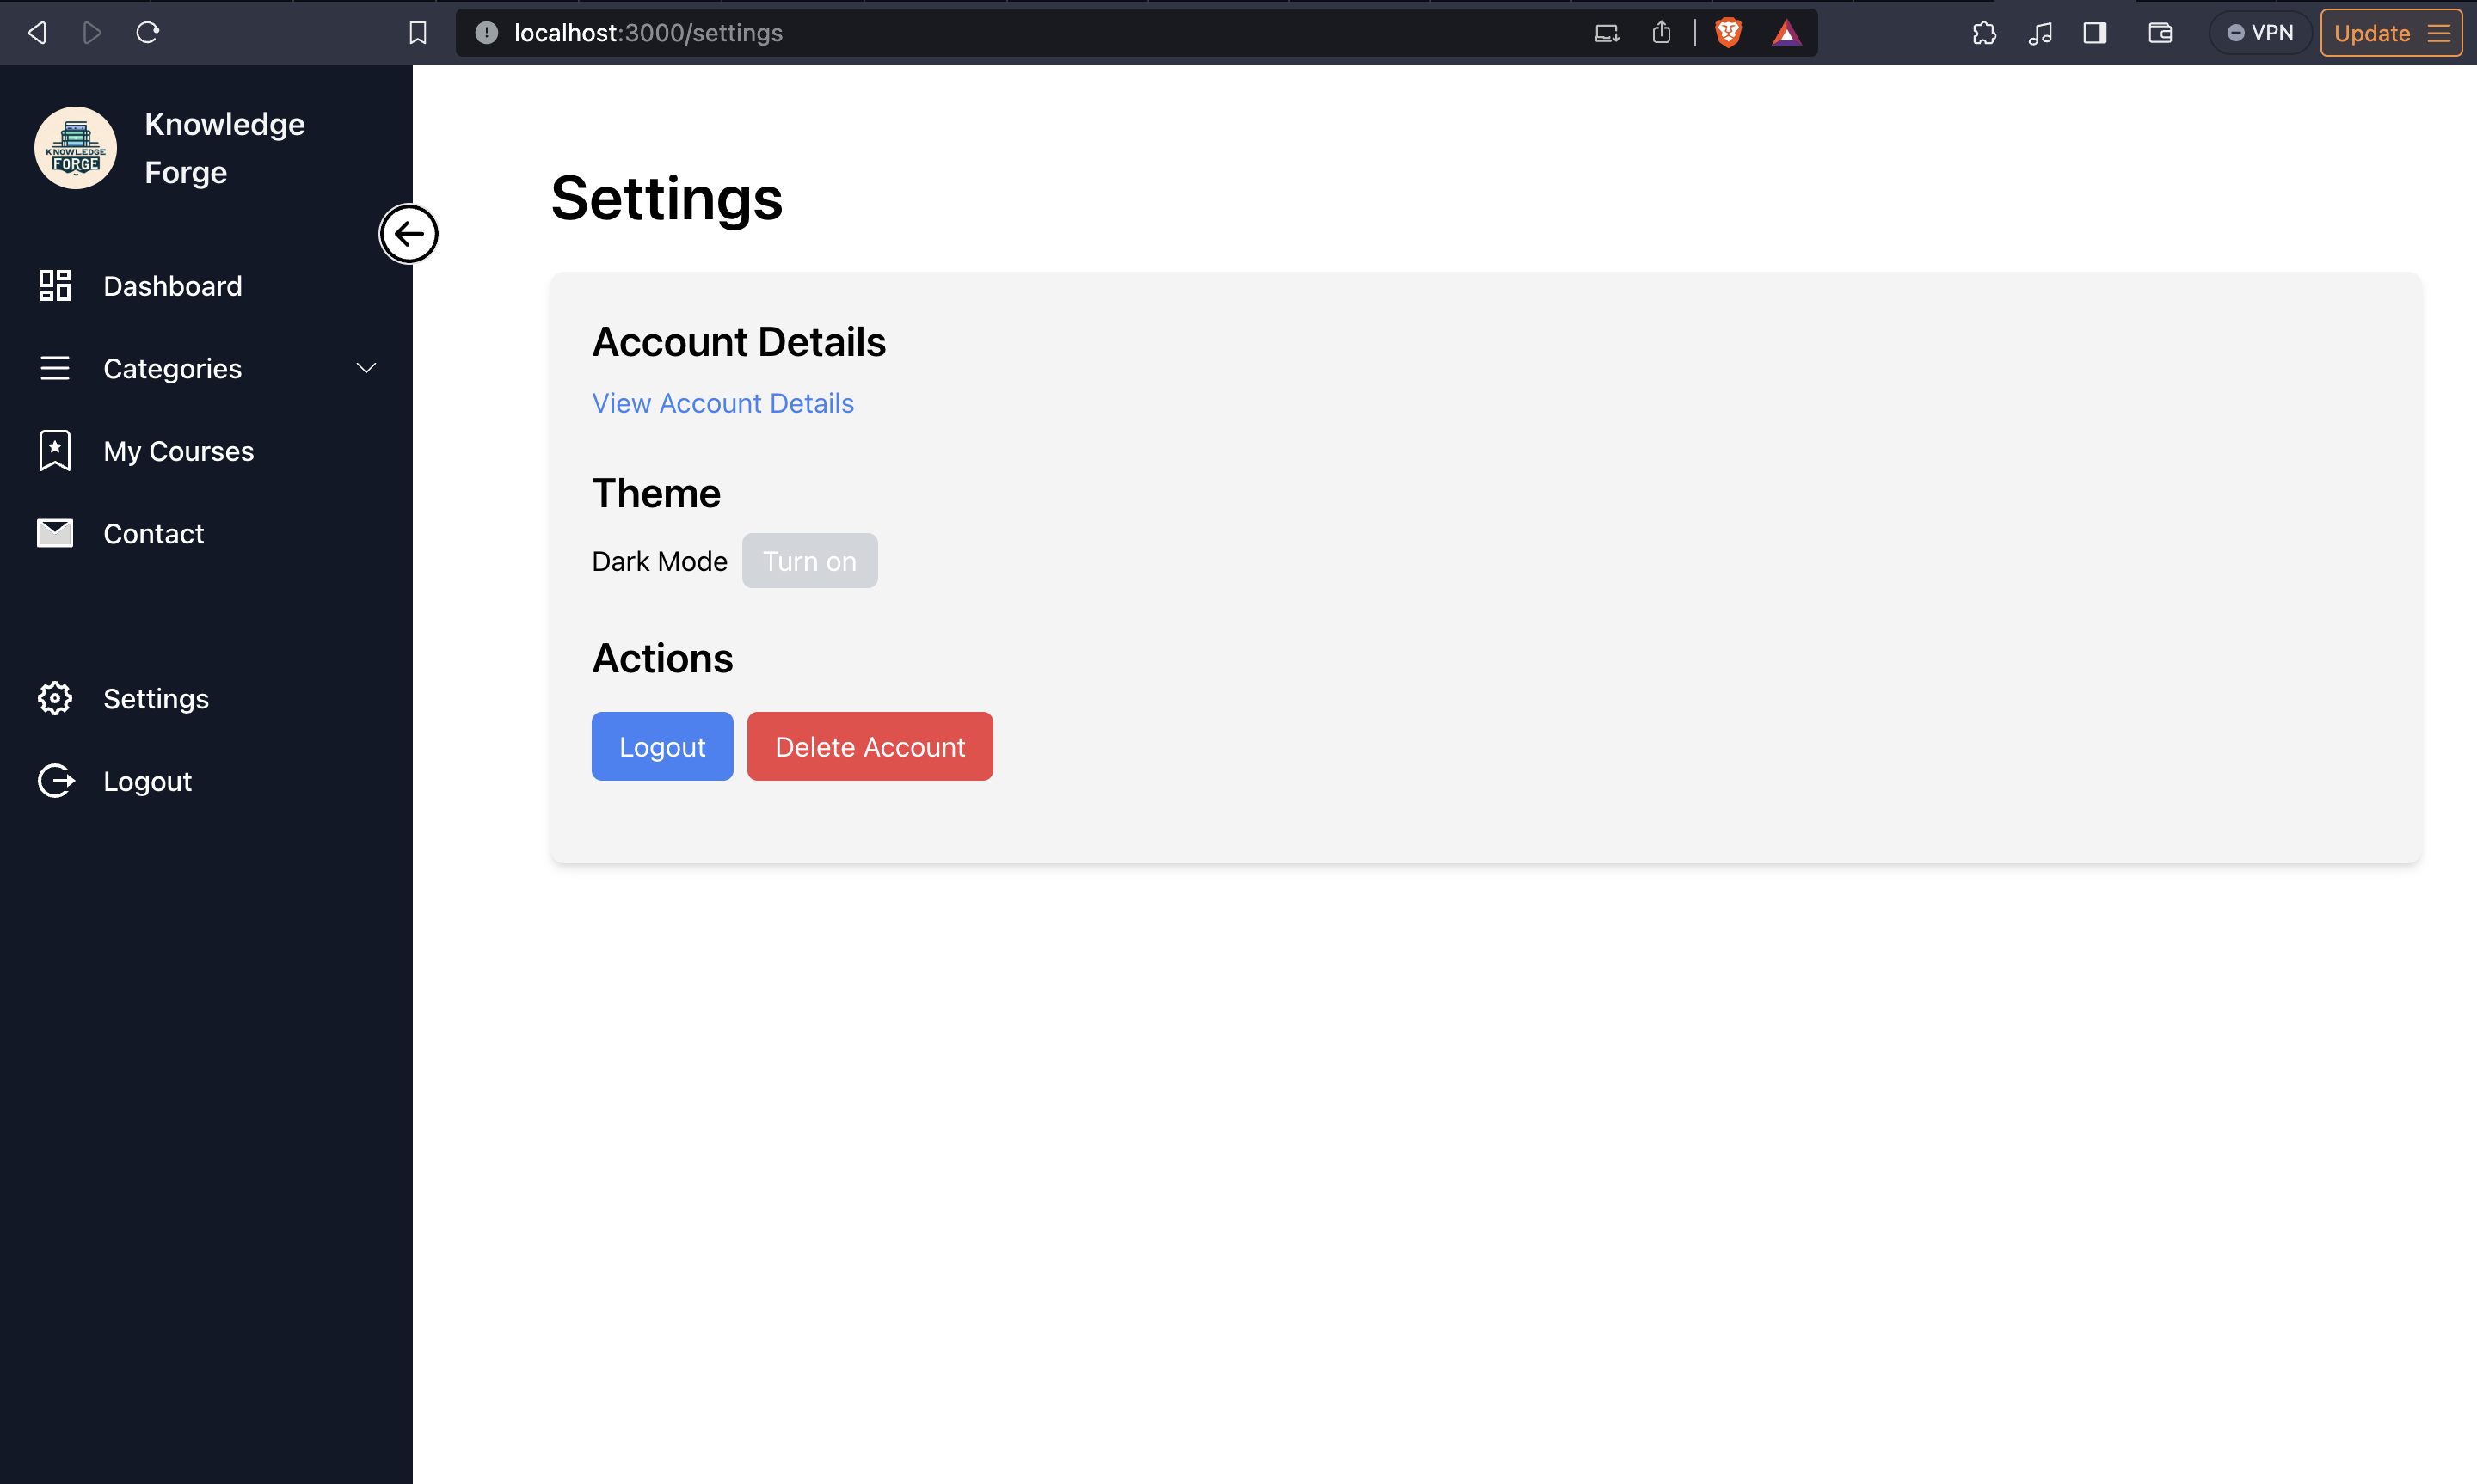 localhost:3000/settings
VPN
Update
KNOWLEDGE
FORGE
Knowledge
Forge
Dashboard
Categories
My Courses
Contact
Settings
Logout
Settings
Account Details
View Account Details
Theme
Dark Mode Turn on
Actions
Logout Delete Account